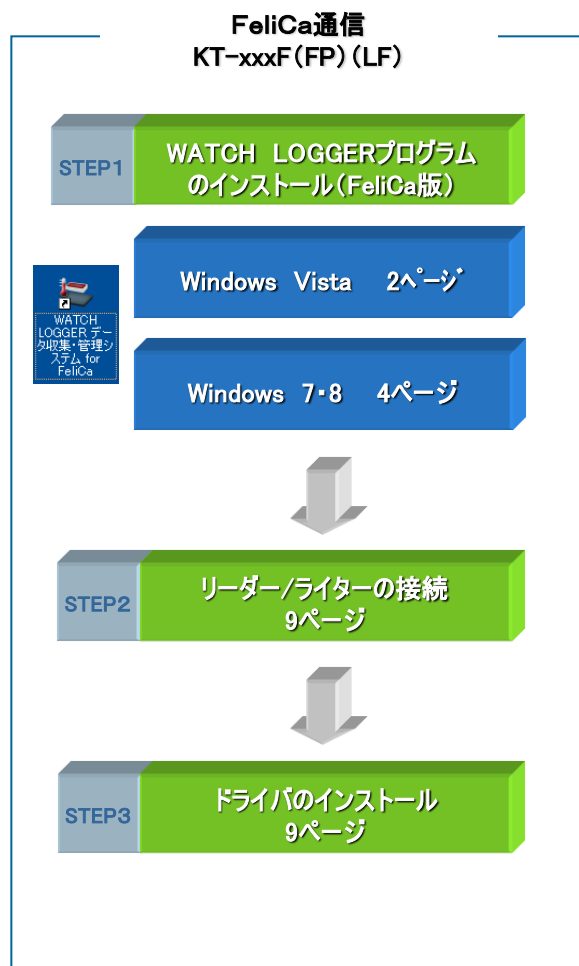 FeliCa通信
KT-xxxF(FP)(LF)
STEP1
WATCH LOGGERプログラム
のインストール(FeliCa版)
Windows Vista 2ページ
WATCH
LOGGER デー
タ収集・管理シ
ステム for
FeliCa
Windows 7・8 4ページ
STEP2
リーダー/ライターの接続
9ページ
STEP3
ドライバのインストール
9ページ